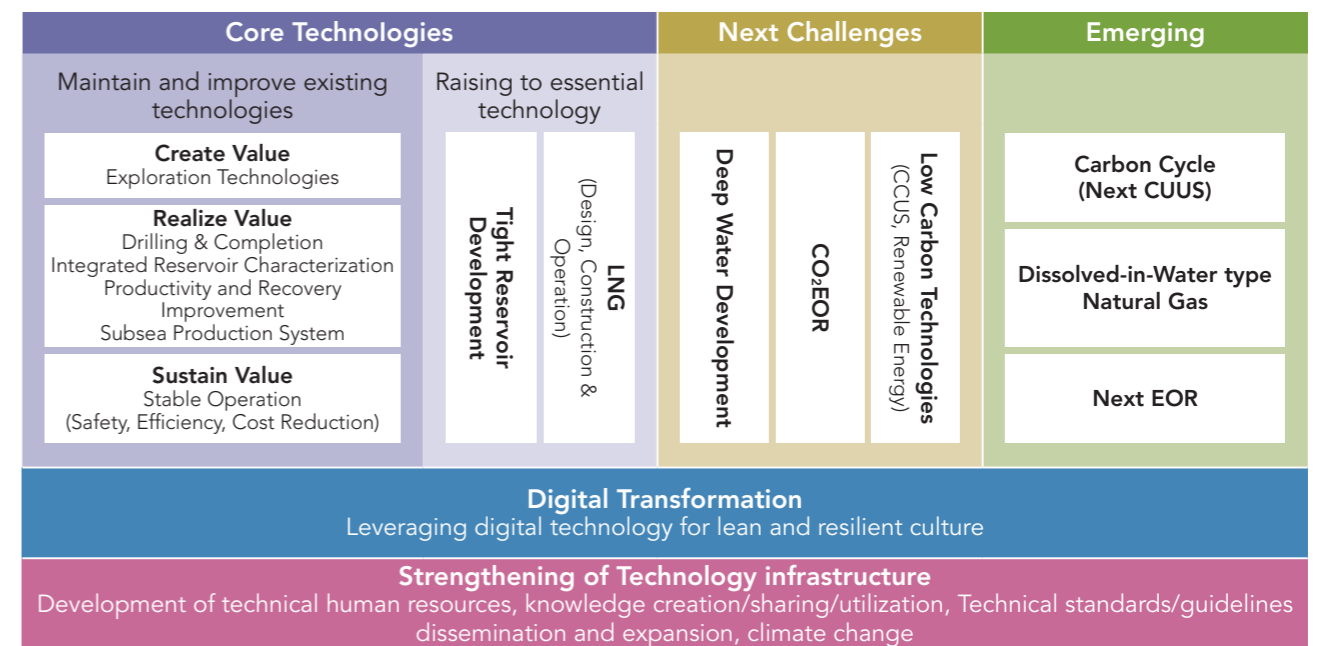 Core Technologies
Next Challenges
Emerging
Maintain and improve existing
technologies
Create Value
Exploration Technologies
Realize Value
Drilling & Completion
Integrated Reservoir Characterization
Productivity and Recovery
Improvement
Subsea Production System
Sustain Value
Stable Operation
(Safety, Efficiency, Cost Reduction)
Raising to essential
technology
Tight Reservoir
Development
LNG
(Design, Construction &
Operation)
Deep Water Development
CO₂EOR
Low Carbon Technologies
(CCUS, Renewable Energy)
Carbon Cycle
(Next CUUS)
Dissolved-in-Water type
Natural Gas
Next EOR
Digital Transformation
Leveraging digital technology for lean and resilient culture
Strengthening of Technology infrastructure
Development of technical human resources, knowledge creation/sharing/utilization, Technical standards/guidelines
dissemination and expansion, climate change